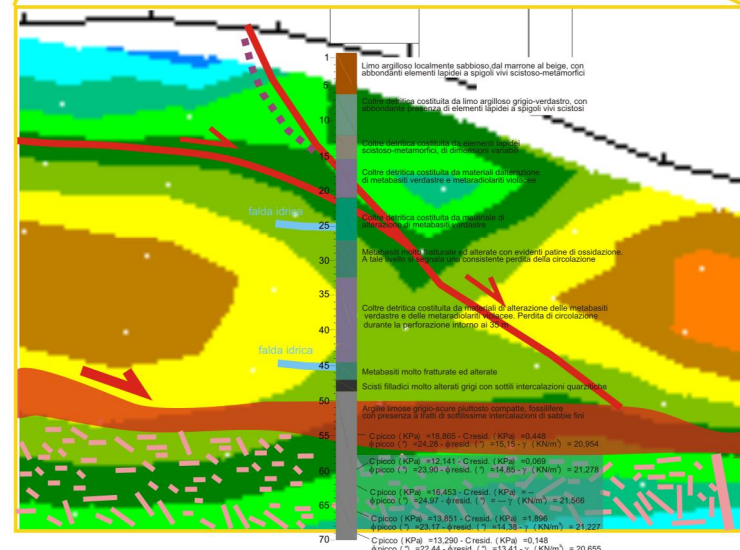 1
Limo argilloso localmente sabbioso,dal marrone al beige, con
abbondanti elementi lapidei a spigoli vivi scistoso-metamorfici
5
Coltre detritica costituita da limo argilloso grigio-verdastro, con
abbondante presenza di elementi lapidei a spigoli vivi scistosi
10
Coltre detritica costituita da elementi lapidei
scistoso-metamorfici, di dimensioni variabili
15
Coltre detritica costituita da materiali d'alterazione
di metabasiti verdastre e metaradiolariti violacee
20
falda idrica
Coltre detritica costituita da materiale di
alterazione di metabasiti verdastre
25
Metabasiti molto fratturate ed alterate con evidenti patine di ossidazione.
A tale livello si segnala una consistente perdita della circolazione
30
35
Coltre detritica costituita da materiali di alterazione delle metabasiti
verdastre e delle metaradiolariti violacee. Perdita di circolazione
durante la perforazione intorno ai 35 m
40
falda idrica
45
Metabasiti molto fratturate ed alterate
Scisti filladici molto alterati grigi con sottili intercalazioni quarzitiche
50
Argille limose grigio-scure piuttosto compatte, fossilifere
con presenza a tratti di sottilissime intercalazioni di sabbie fini
55
C picco ( KPa) =18,865 - C resid. ( KPa) =0,448
ϕ picco ( °) =24,28 - ϕ resid. ( °) =15,15 - γ ( KN/m³) = 20,954
60
C picco ( KPa) =12,141 - C resid. ( KPa) =0,069
ϕ picco ( °) =23,90 - ϕ resid. ( °) =14,85 - γ ( KN/m³) = 21,278
C picco ( KPa) =16,453 - C resid. ( KPa) = --
ϕ picco ( °) =24,97 - ϕ resid. ( °) = --- γ ( KN/m³) = 21,566
65
C picco ( KPa) =13,851 - C resid. ( KPa) =1,896
ϕ picco ( °) =23,17 - ϕ resid. ( °) =14,38 - γ ( KN/m³) = 21,227
70
C picco ( KPa) =13,290 - C resid. ( KPa) =0,148
ϕ picco ( °) =22,44 - ϕ resid. ( °) =13,41 - γ ( KN/m³) = 20,655